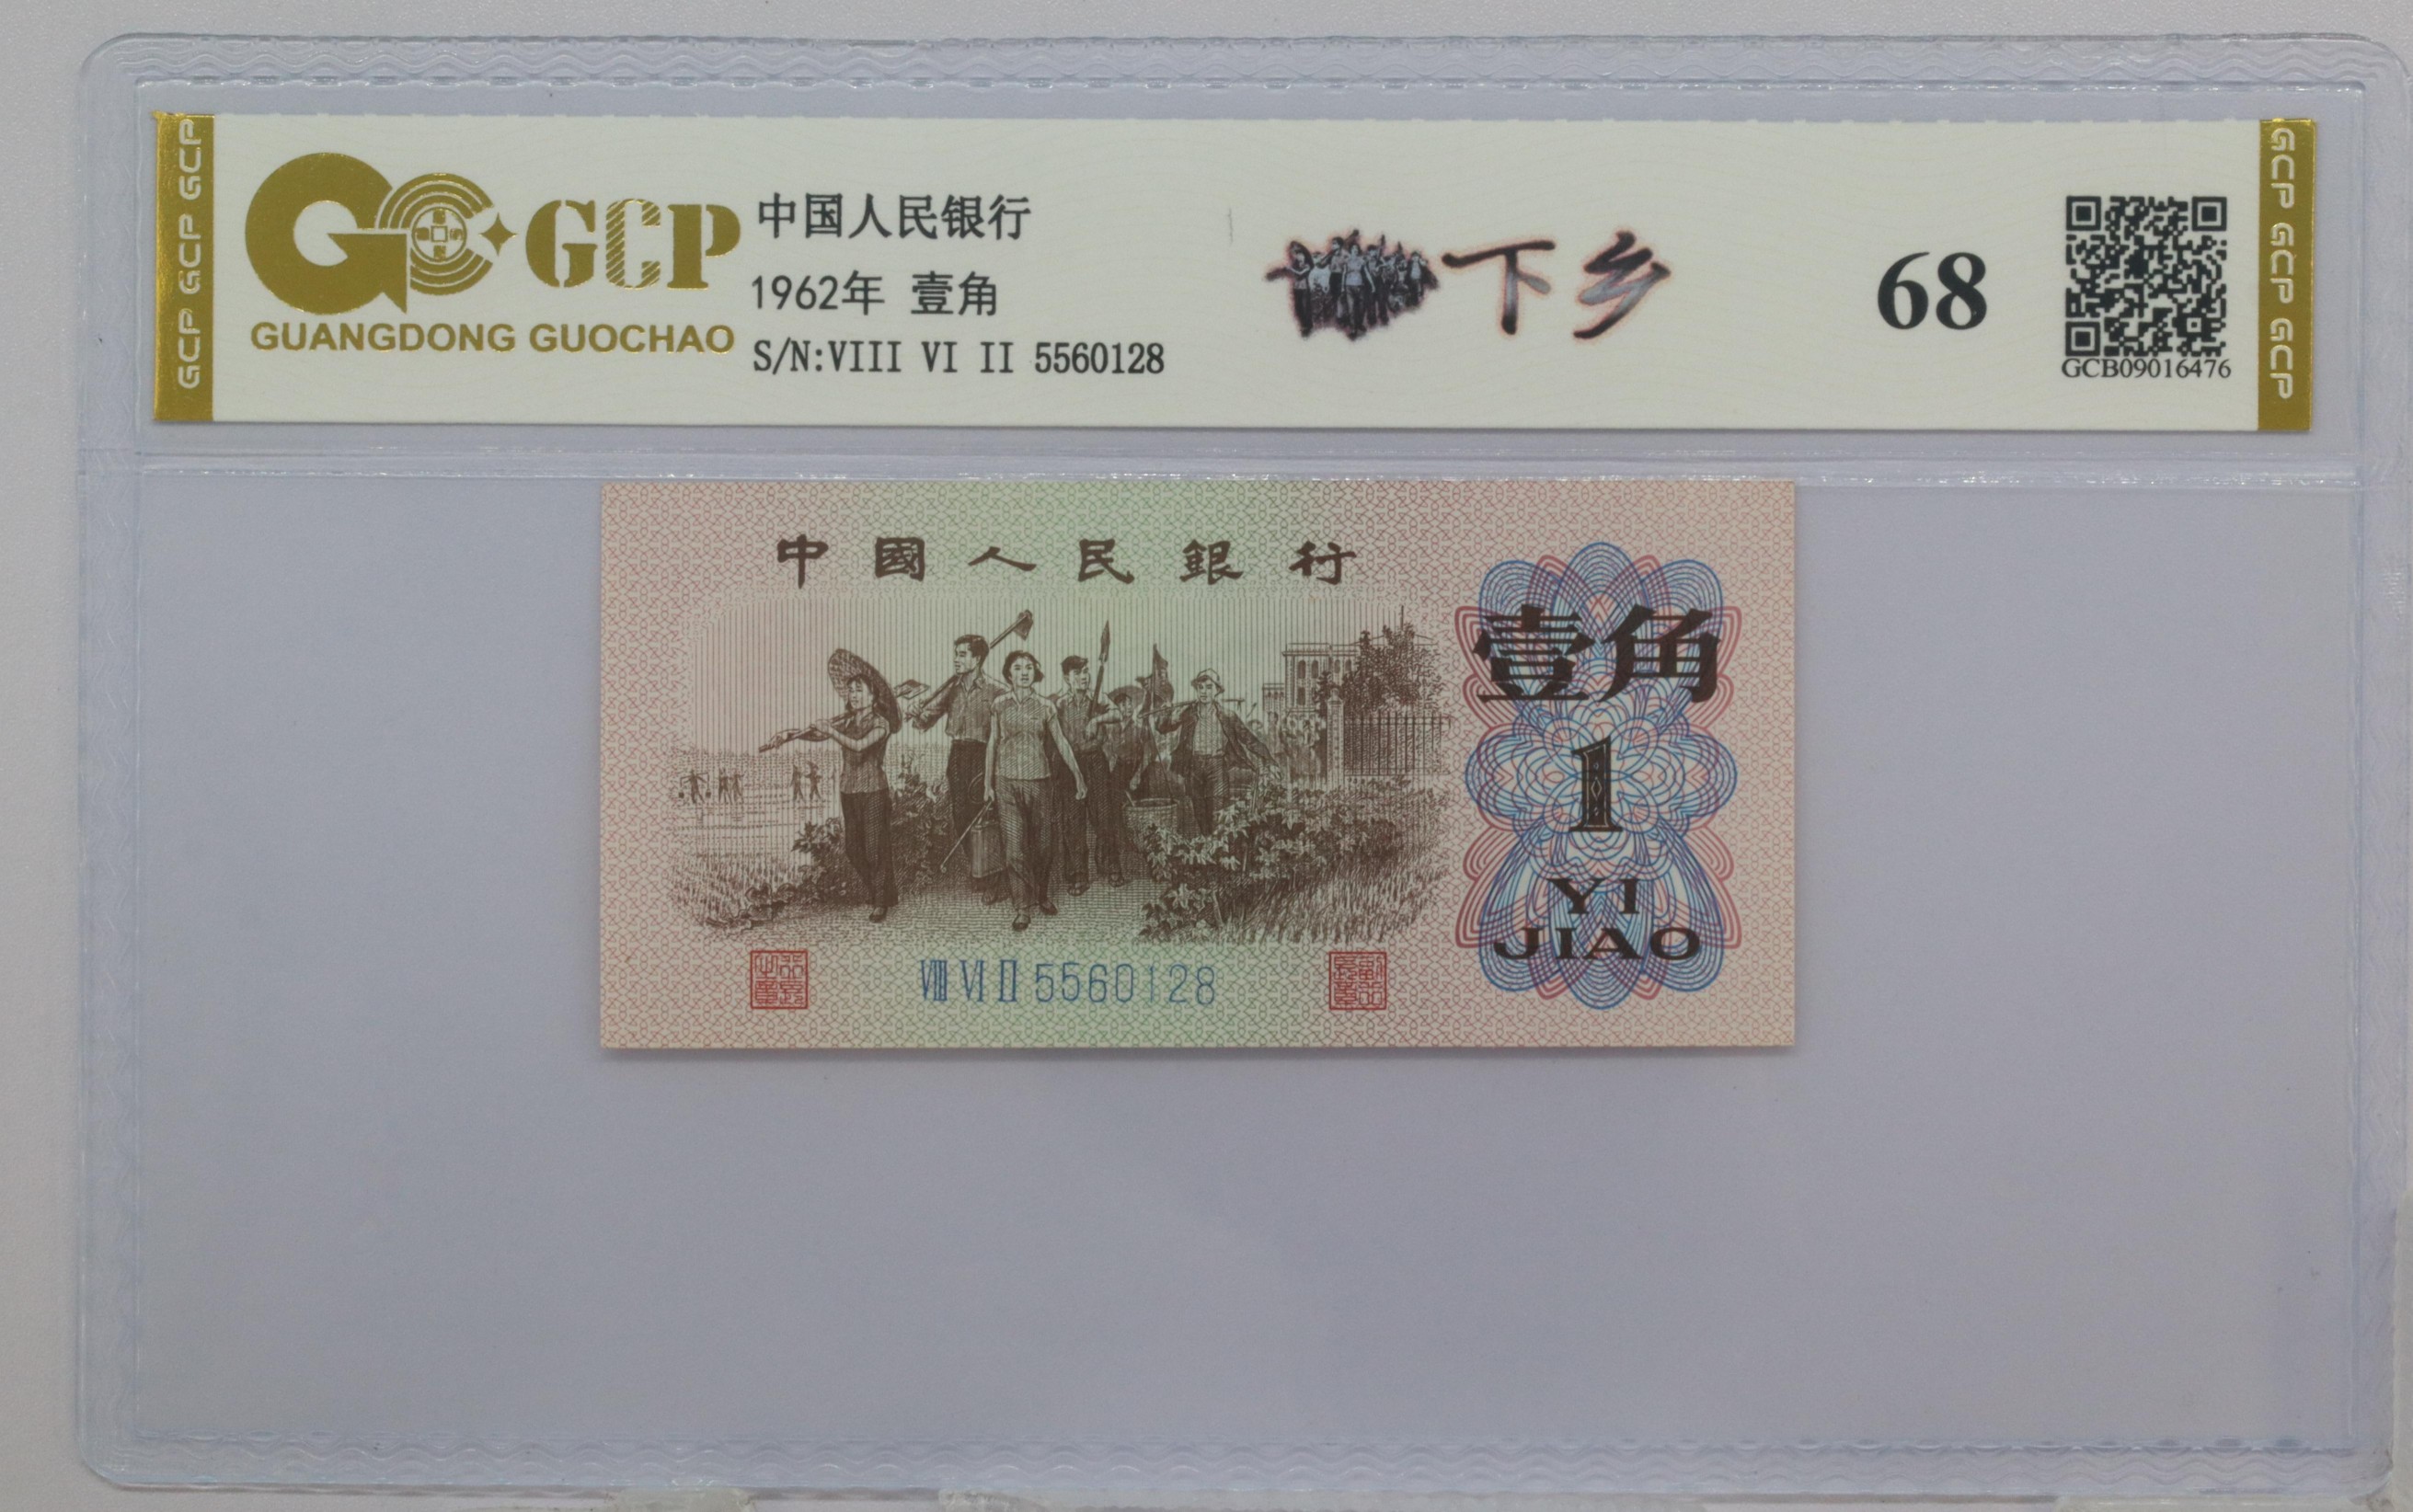 GCP GCP GCP
GCP
GUANGDONG GUOCHAO
中国人民银行
1962年 壹角
S/N:VIII VI II 5560128
下乡
68
GCB09016476
GCP GCP GCP
中國人民銀行
壹角
1
YI
JIAO
VIII VI II 5560128